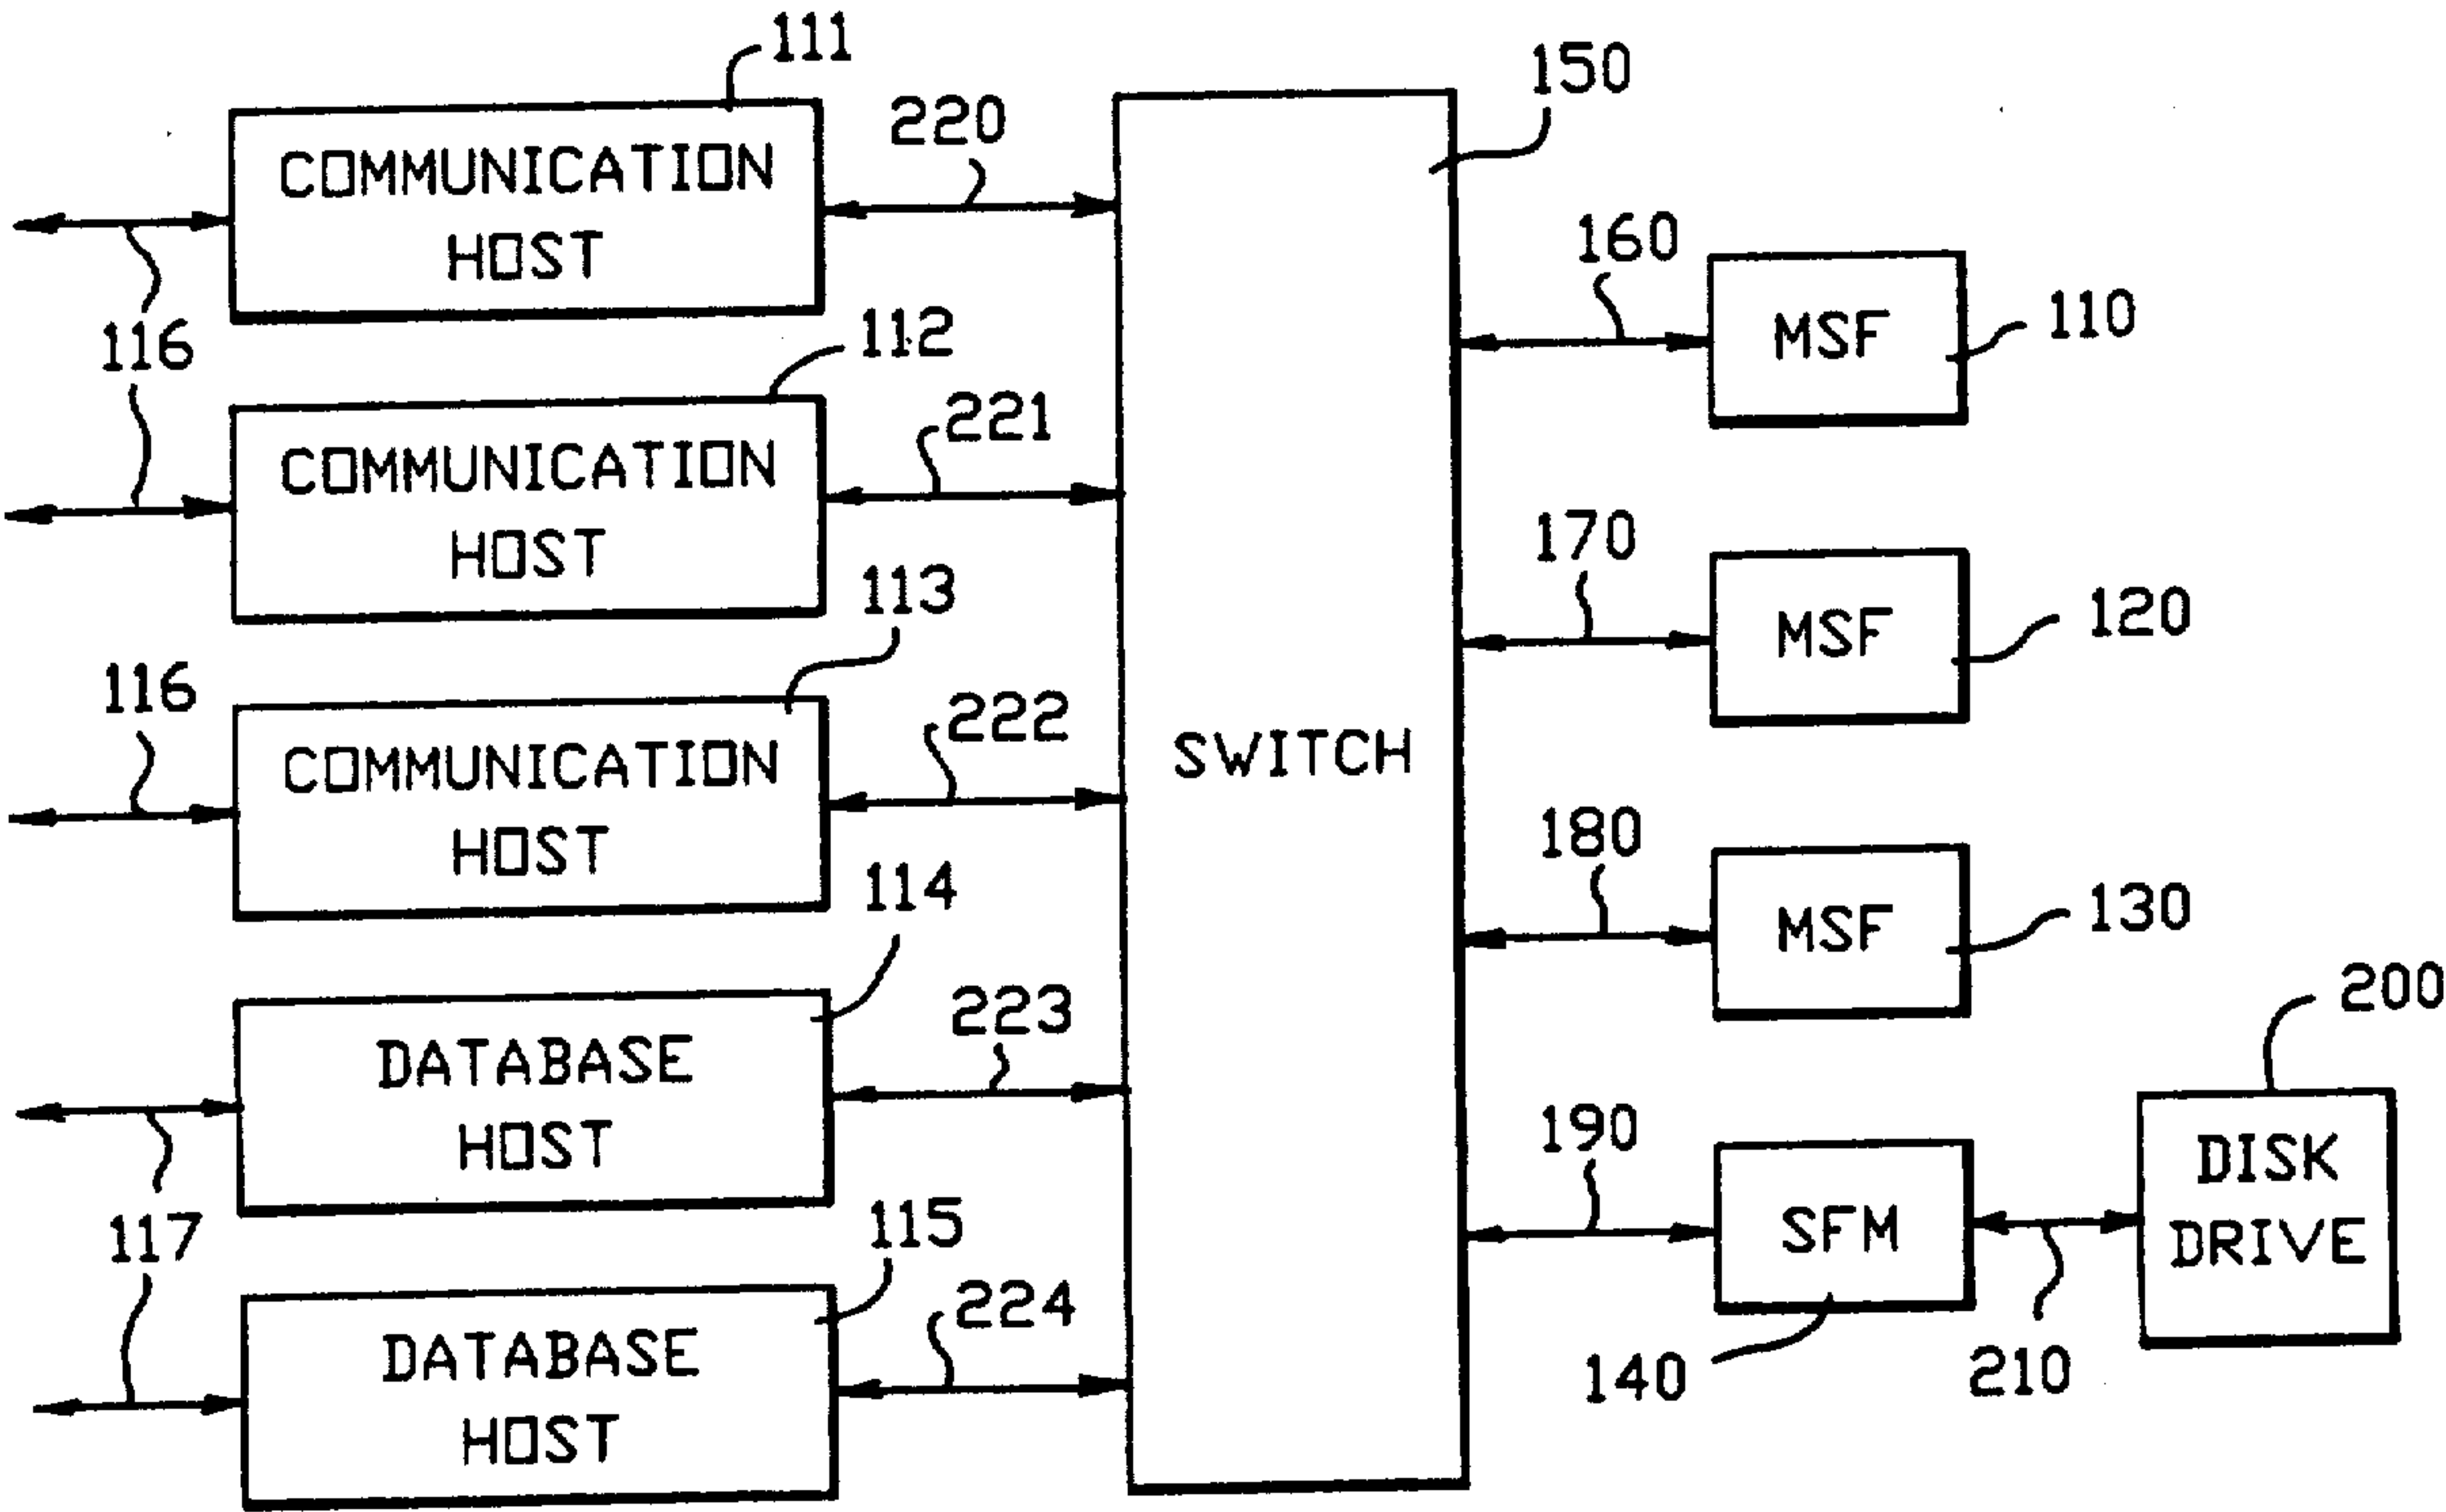 111
150
220
COMMUNICATION
HOST
160
MSF
110
116
112
221
COMMUNICATION
HOST
170
MSF
120
113
116
222
COMMUNICATION
HOST
SWITCH
180
MSF
130
114
200
223
DATABASE
HOST
190
SFM
DISK
DRIVE
117
115
224
140
210
DATABASE
HOST